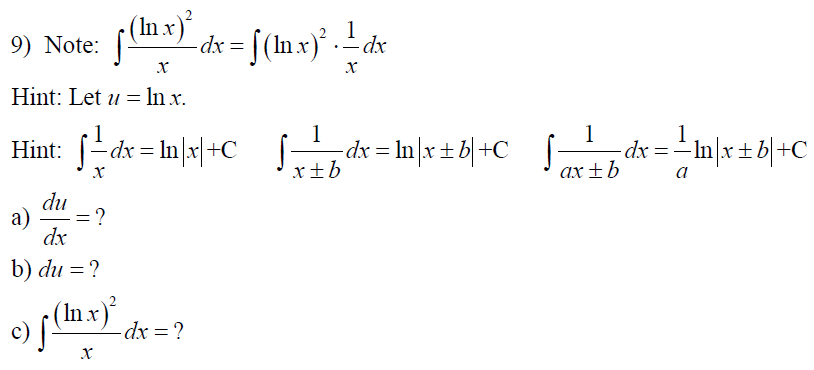 9) Note: ∫ (ln x)² / x dx = ∫ (ln x)² · 1/x dx
Hint: Let u = ln x.
Hint: ∫ 1/x dx = ln|x|+C ∫ 1/(x ± b) dx = ln|x ± b|+C ∫ 1/(ax ± b) dx = 1/a ln|x ± b|+C
a) du/dx = ?
b) du = ?
c) ∫ (ln x)² / x dx = ?